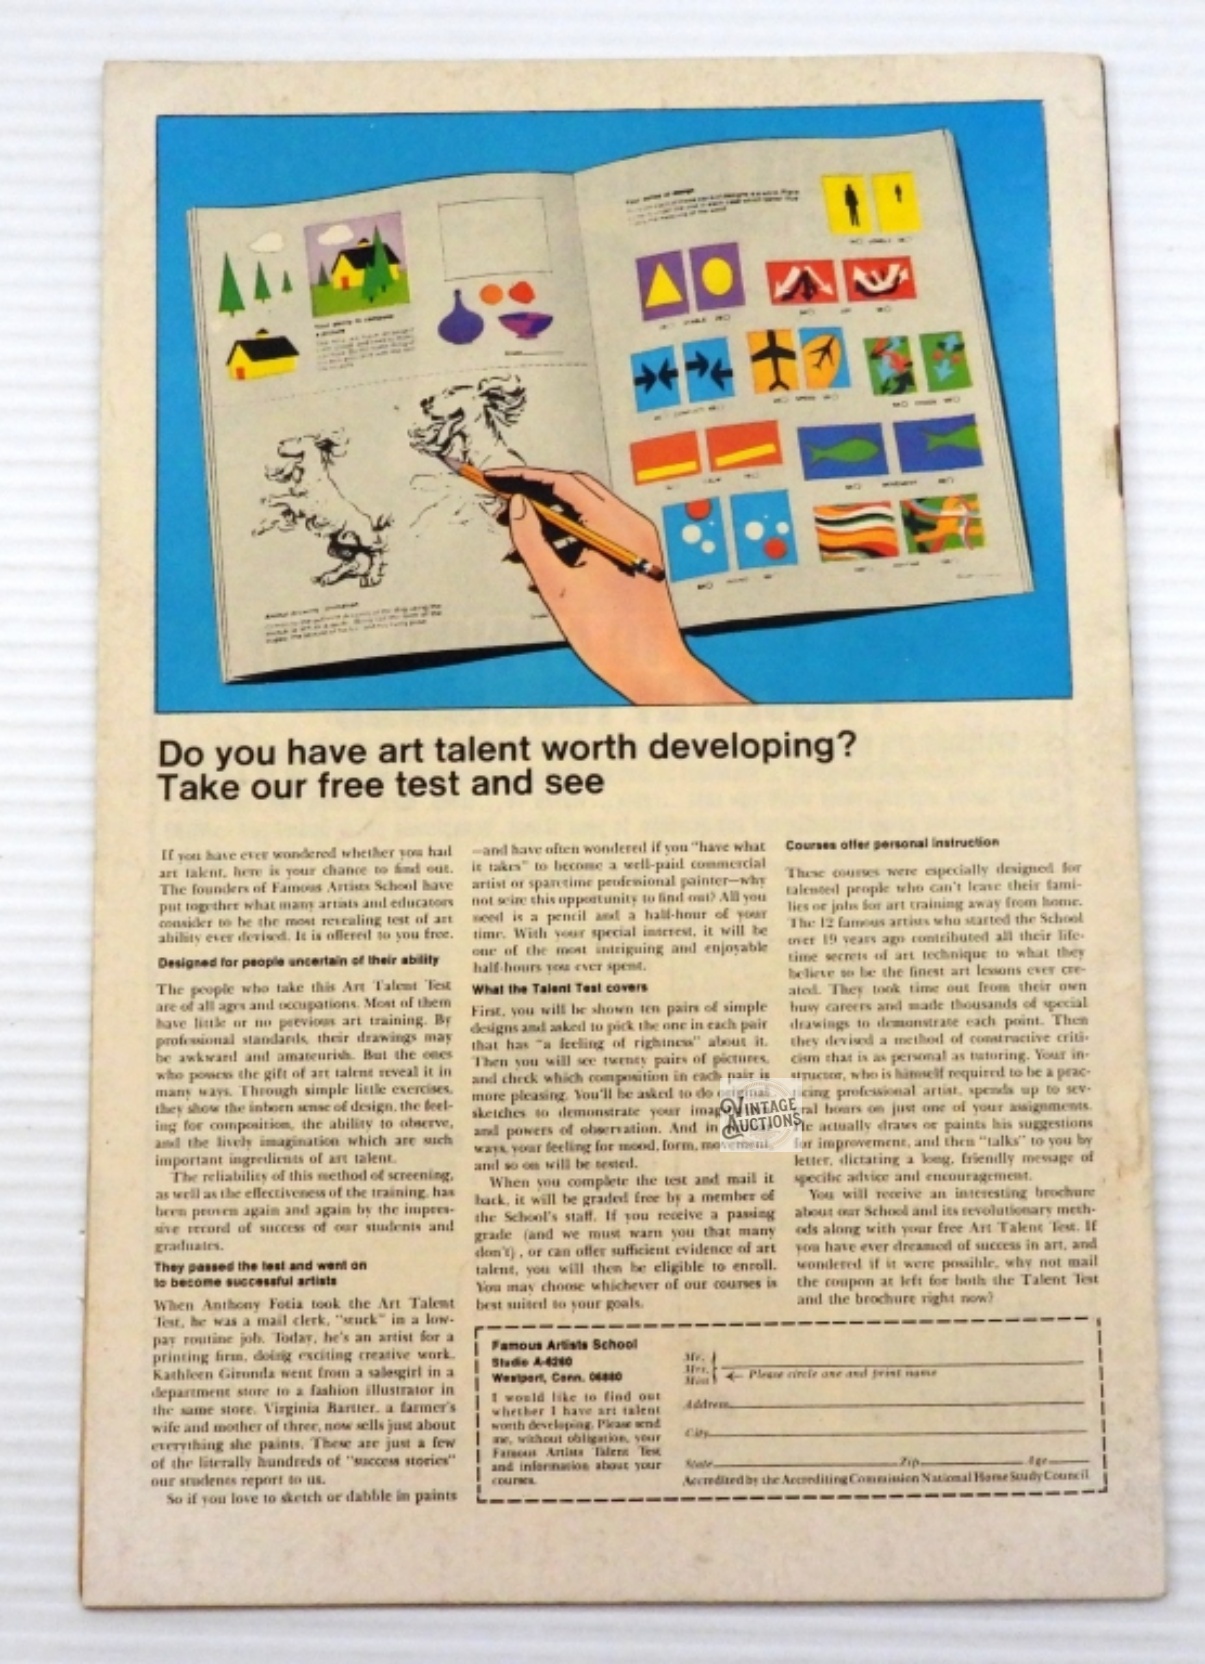 Do you have art talent worth developing?
Take our free test and see
If you have ever wondered whether you had
art talent, here is your chance to find out.
The founders of Famous Artists School have
put together what many artists and educators
consider to be the most revealing test of art
ability ever devised. It is offered to you free.
Designed for people uncertain of their ability
The people who take this Art Talent Test
are of all ages and occupations. Most of them
have little or no previous art training. By
professional standards, their drawings may
be awkward and amateurish. But the ones
who possess the gift of art talent reveal it in
many ways. Through simple little exercises,
they show the inborn sense of design, the feel-
ing for composition, the ability to observe,
and the lively imagination which are such
important ingredients of art talent.
The reliability of this method of screening,
as well as the effectiveness of the training, has
been proven again and again by the impres-
sive record of success of our students and
graduates.
They passed the test and went on
to become successful artists
When Anthony Fotia took the Art Talent
Test, he was a mail clerk, "stuck" in a low-
pay routine job. Today, he's an artist for a
printing firm, doing exciting creative work.
Kathleen Gironda went from a salesgirl in a
department store to a fashion illustrator in
the same store. Virginia Bartter, a farmer's
wife and mother of three, now sells just about
everything she paints. These are just a few
of the literally hundreds of "success stories"
our students report to us.
So if you love to sketch or dabble in paints
—and have often wondered if you "have what
it takes" to become a well-paid commercial
artist or sparetime professional painter—why
not seize this opportunity to find out? All you
need is a pencil and a half-hour of your
time. With your special interest, it will be
one of the most intriguing and enjoyable
half-hours you ever spent.
What the Talent Test covers
First, you will be shown ten pairs of simple
designs and asked to pick the one in each pair
that has "a feeling of rightness" about it.
Then you will see twenty pairs of pictures,
and check which composition in each pair is
more pleasing. You'll be asked to do original
sketches to demonstrate your
and powers of observation. And in
ways, your feeling for mood, form, movement
and so on will be tested.
When you complete the test and mail it
back, it will be graded free by a member of
the School's staff. If you receive a passing
grade (and we must warn you that many
don't), or can offer sufficient evidence of art
talent, you will then be eligible to enroll.
You may choose whichever of our courses is
best suited to your goals.
Courses offer personal instruction
These courses were especially designed for
talented people who can't leave their fami-
lies or jobs for art training away from home.
The 12 famous artists who started the School
over 19 years ago contributed all their life-
time secrets of art technique to what they
believe to be the finest art lessons ever cre-
ated. They took time out from their own
busy careers and made thousands of special
drawings to demonstrate each point. Then
they devised a method of constructive criti-
cism that is as personal as tutoring. Your in-
structor, who is himself required to be a prac-
ticing professional artist, spends up to sev-
eral hours on just one of your assignments.
He actually draws or paints his suggestions
for improvement, and then "talks" to you by
letter, dictating a long, friendly message of
specific advice and encouragement.
You will receive an interesting brochure
about our School and its revolutionary meth-
ods along with your free Art Talent Test. If
you have ever dreamed of success in art, and
wondered if it were possible, why not mail
the coupon at left for both the Talent Test
and the brochure right now?
VINTAGE
AUCTIONS
Famous Artists School
Studio A-6260
Westport, Conn. 06880
I would like to find out
whether I have art talent
worth developing. Please send
me, without obligation, your
Famous Artists Talent Test
and information about your
courses.
Mr.
Mrs.
Miss
Please circle one and print name
Address
City
State Zip Age
Accredited by the Accrediting Commission National Home Study Council